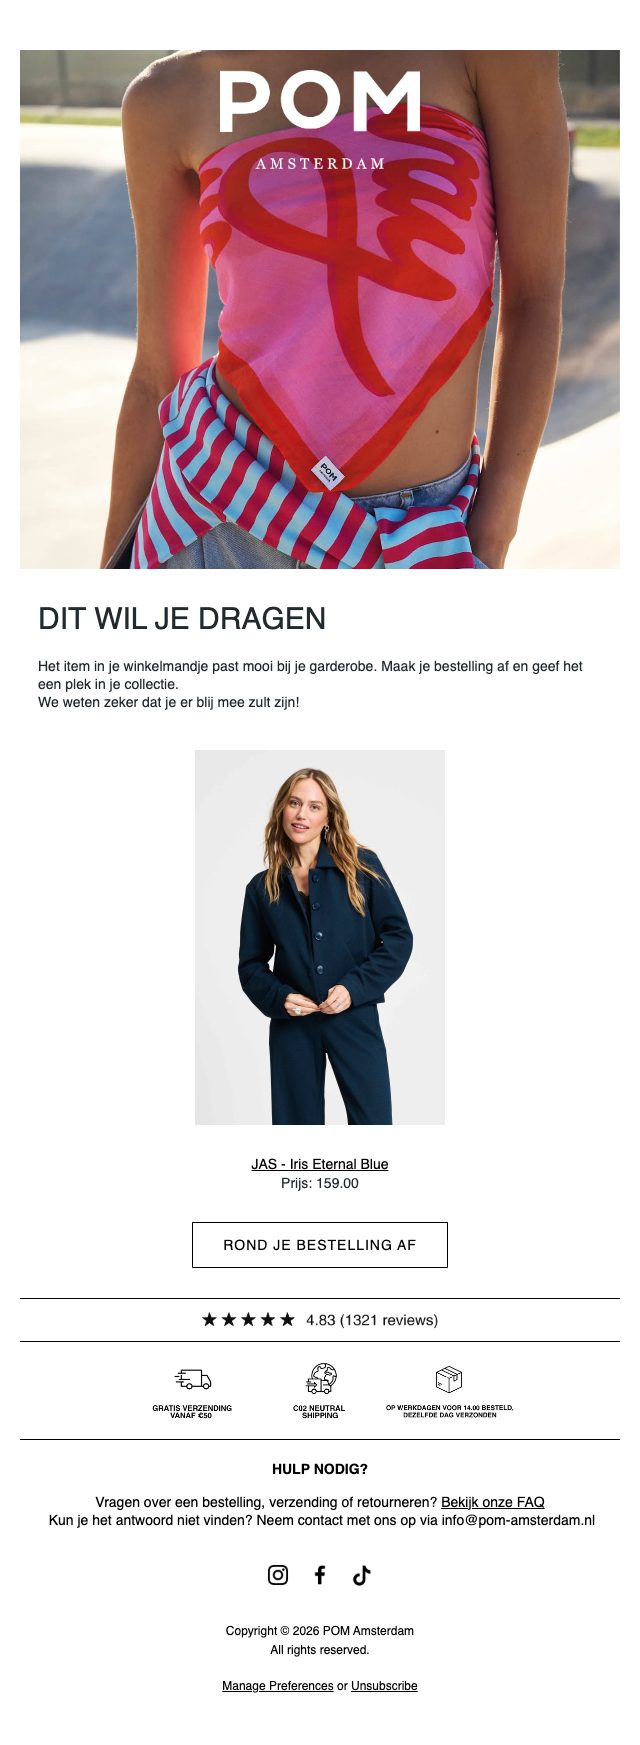 POM
AMSTERDAM
POM
DIT WIL JE DRAGEN
Het item in je winkelmandje past mooi bij je garderobe. Maak je bestelling af en geef het
een plek in je collectie.
We weten zeker dat je er blij mee zult zijn!
JAS - Iris Eternal Blue
Prijs: 159.00
ROND JE BESTELLING AF
4.83 (1321 reviews)
GRATIS VERZENDING
VANAF €50
C02 NEUTRAL
SHIPPING
OP WERKDAGEN VOOR 14.00 BESTELD,
DEZELFDE DAG VERZONDEN
HULP NODIG?
Vragen over een bestelling, verzending of retourneren? Bekijk onze FAQ
Kun je het antwoord niet vinden? Neem contact met ons op via info@pom-amsterdam.nl
Copyright © 2026 POM Amsterdam
All rights reserved.
Manage Preferences or Unsubscribe